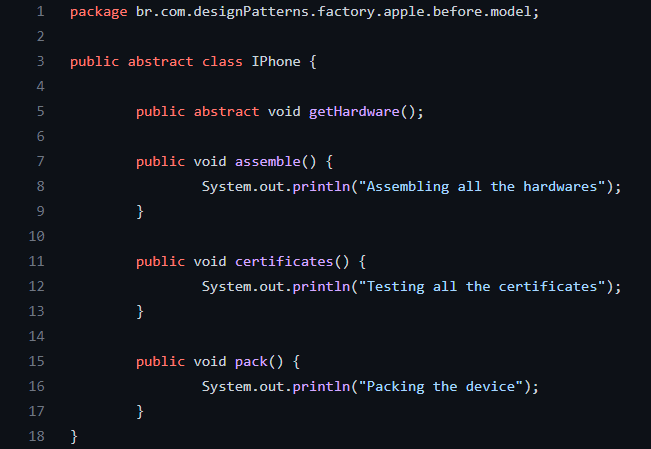 1 package br.com.designPatterns.factory.apple.before.model;
2
3 public abstract class IPhone {
4
5         public abstract void getHardware();
6
7         public void assemble() {
8                 System.out.println("Assembling all the hardwares");
9         }
10
11         public void certificates() {
12                 System.out.println("Testing all the certificates");
13         }
14
15         public void pack() {
16                 System.out.println("Packing the device");
17         }
18 }